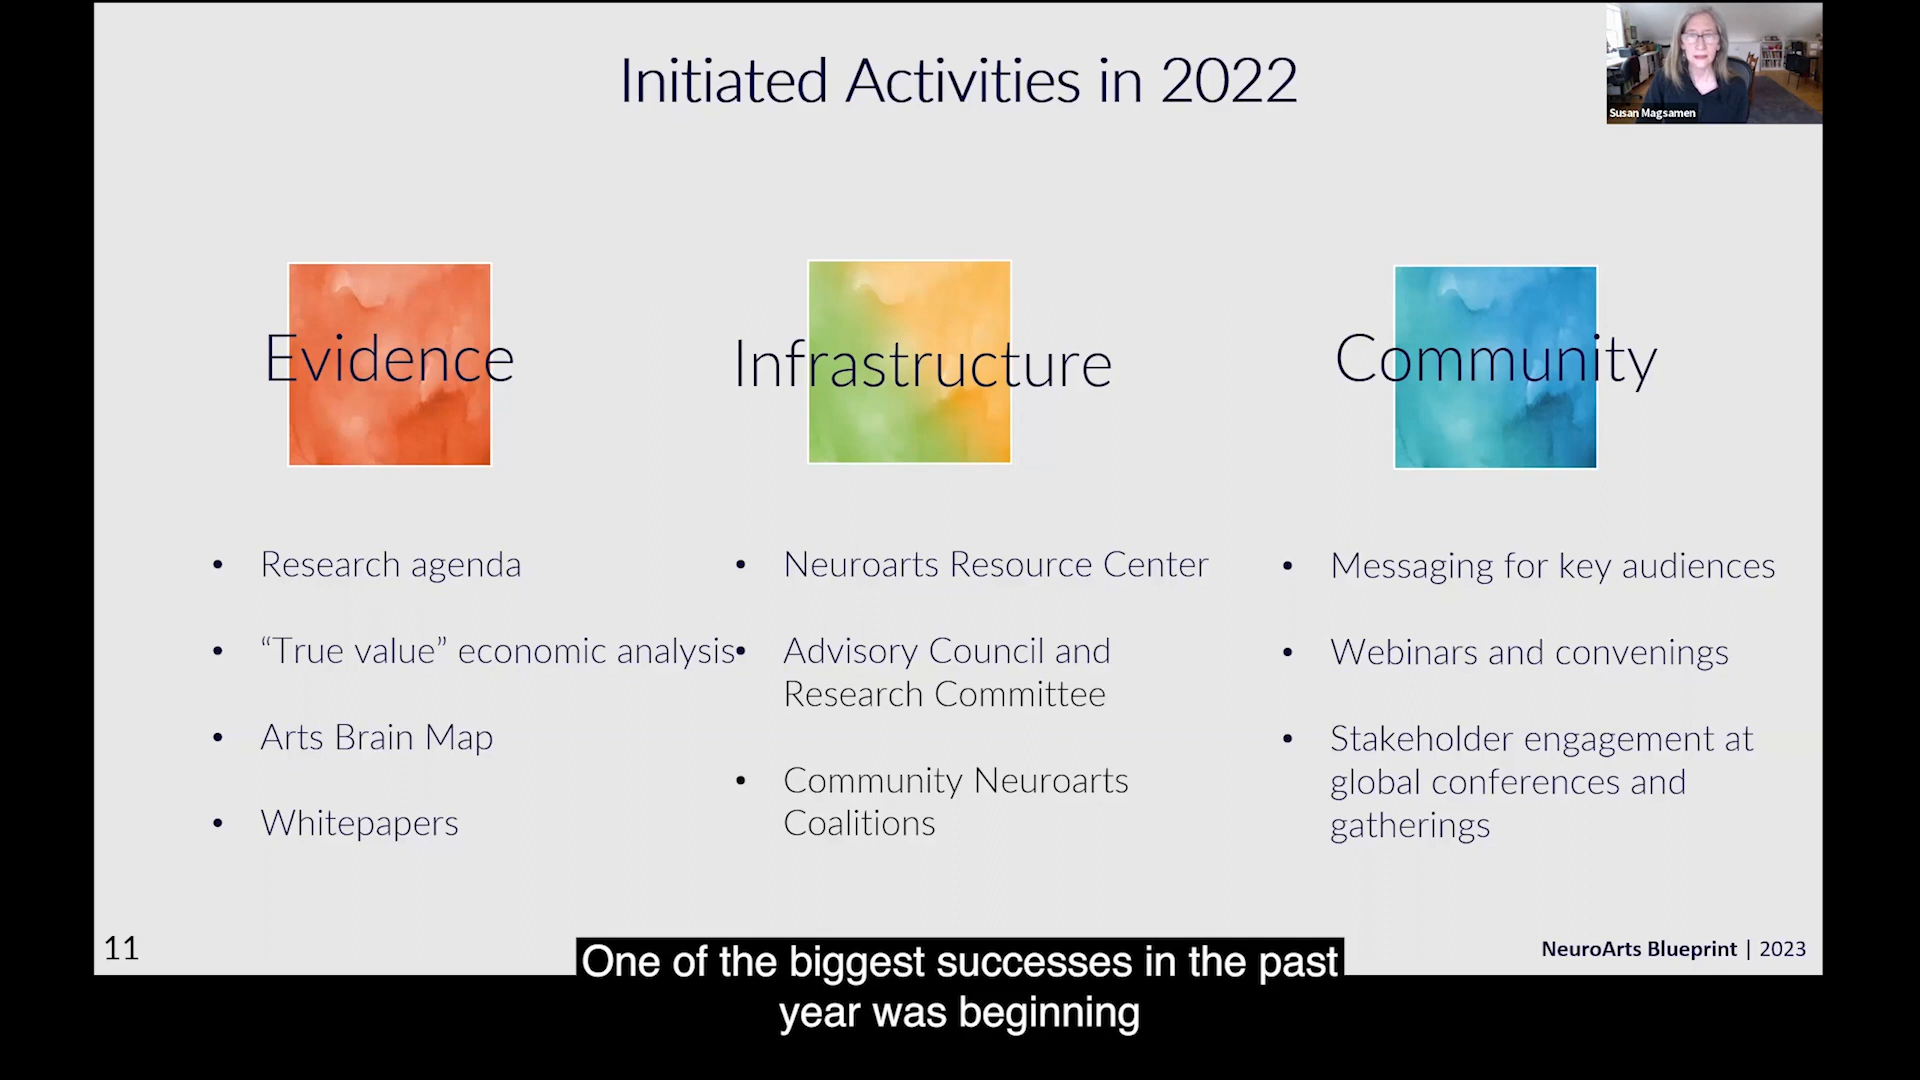 Initiated Activities in 2022
Susan Magsamen
Evidence
• Research agenda
• “True value” economic analysis
• Arts Brain Map
• Whitepapers
Infrastructure
• Neuroarts Resource Center
• Advisory Council and
Research Committee
• Community Neuroarts
Coalitions
Community
• Messaging for key audiences
• Webinars and convenings
• Stakeholder engagement at
global conferences and
gatherings
11
NeuroArts Blueprint | 2023
One of the biggest successes in the past
year was beginning